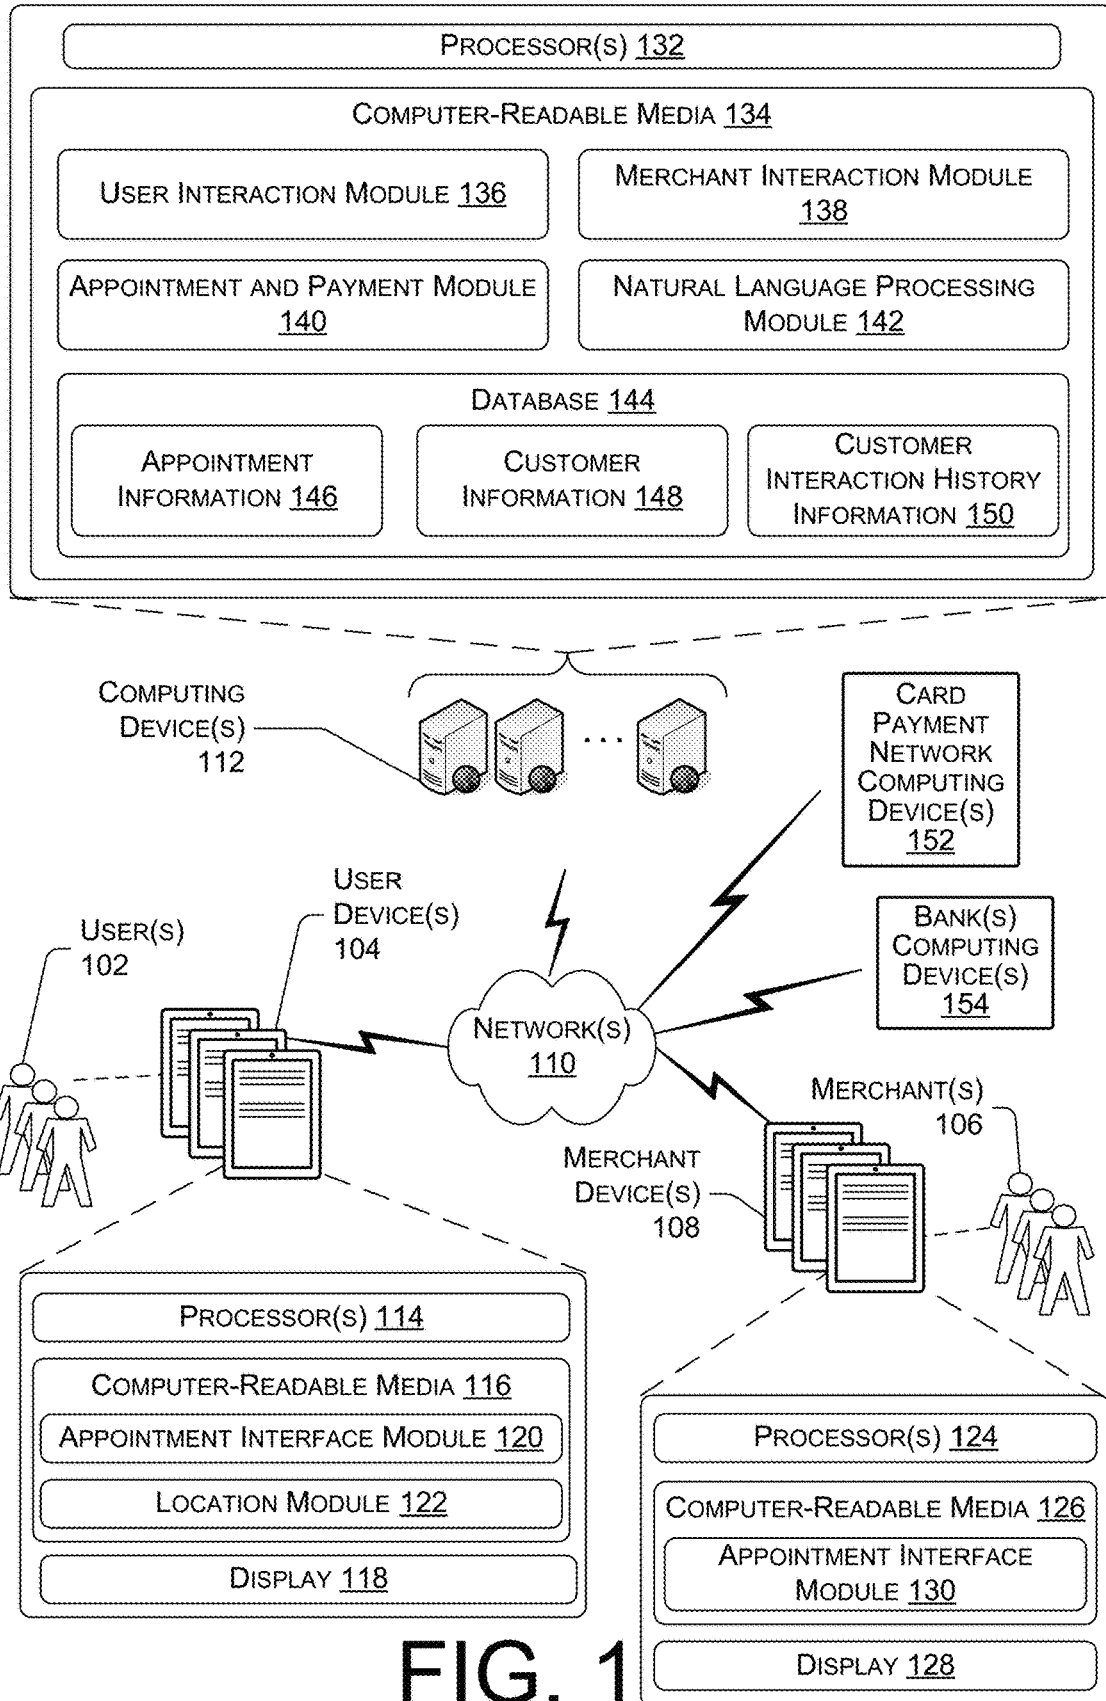 PROCESSOR(S) 132
COMPUTER-READABLE MEDIA 134
USER INTERACTION MODULE 136
MERCHANT INTERACTION MODULE
138
APPOINTMENT AND PAYMENT MODULE
140
NATURAL LANGUAGE PROCESSING
MODULE 142
DATABASE 144
APPOINTMENT
INFORMATION 146
CUSTOMER
INFORMATION 148
CUSTOMER
INTERACTION HISTORY
INFORMATION 150
COMPUTING
DEVICE(S)
112
...
CARD
PAYMENT
NETWORK
COMPUTING
DEVICE(S)
152
USER
DEVICE(S)
104
USER(S)
102
BANK(S)
COMPUTING
DEVICE(S)
154
NETWORK(S)
110
MERCHANT(S)
106
MERCHANT
DEVICE(S)
108
PROCESSOR(S) 114
COMPUTER-READABLE MEDIA 116
APPOINTMENT INTERFACE MODULE 120
LOCATION MODULE 122
DISPLAY 118
PROCESSOR(S) 124
COMPUTER-READABLE MEDIA 126
APPOINTMENT INTERFACE
MODULE 130
DISPLAY 128
FIG. 1